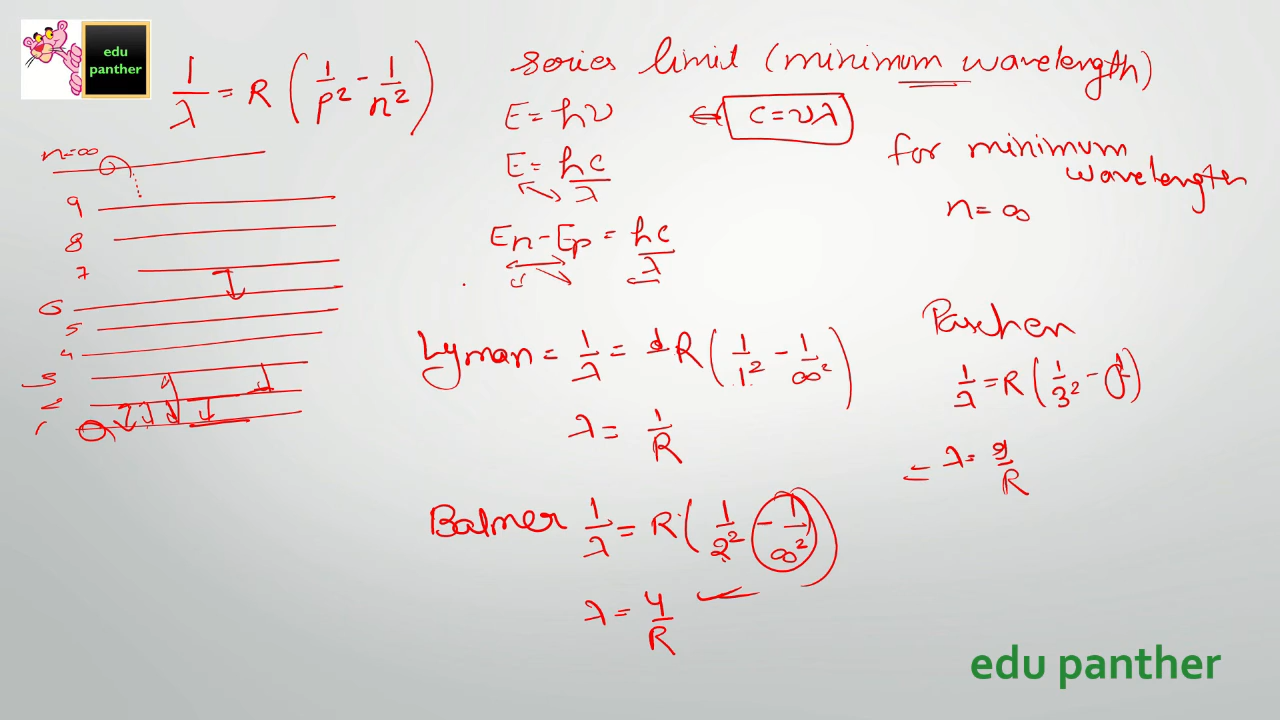 edu
panther
1/λ = R (1/p² - 1/n²)
series limit (minimum wavelength)
E = hν
c = νλ
E = hc/λ
for minimum
wavelength
n = ∞
En - Ep = hc/λ
n=∞
9
8
7
6
5
4
3
2
1
Lyman = 1/λ = R (1/1² - 1/∞²)
λ = 1/R
Paschen
1/λ = R (1/3² - 
= λ = 9/R
Balmer 1/λ = R (1/2² - 1/∞²)
λ = 4/R
edu panther